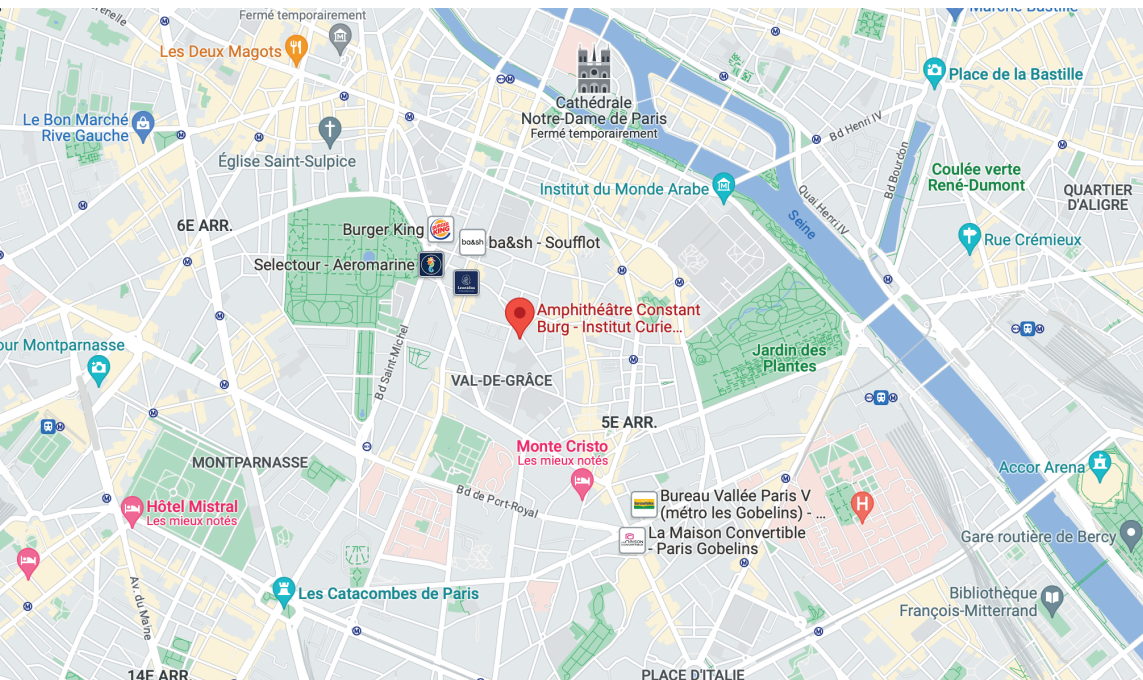 Fermé temporairement
Marché Bastille
Les Deux Magots
Place de la Bastille
Cathédrale
Notre-Dame de Paris
Fermé temporairement
Le Bon Marché
Rive Gauche
Bd Henri IV
Église Saint-Sulpice
Bd Bourdon
Coulée verte
René-Dumont
Institut du Monde Arabe
QUARTIER
D'ALIGRE
Quai Henri IV
6E ARR.
Seine
Burger King
BURGER KING
ba&sh
ba&sh - Soufflot
Rue Crémieux
Selectour - Aeromarine
Amphithéâtre Constant
Burg - Institut Curie...
our Montparnasse
Bd Saint-Michel
Jardin des
Plantes
VAL-DE-GRÂCE
5E ARR.
Monte Cristo
Les mieux notés
MONTPARNASSE
Accor Arena
Bd de Port-Royal
Bureau Vallée Paris V
(métro les Gobelins) - ...
H
Hôtel Mistral
Les mieux notés
La Maison Convertible
- Paris Gobelins
Gare routière de Bercy
Av. du Maine
Les Catacombes de Paris
Bibliothèque
François-Mitterrand
14E ARR.
PLACE D'ITALIE